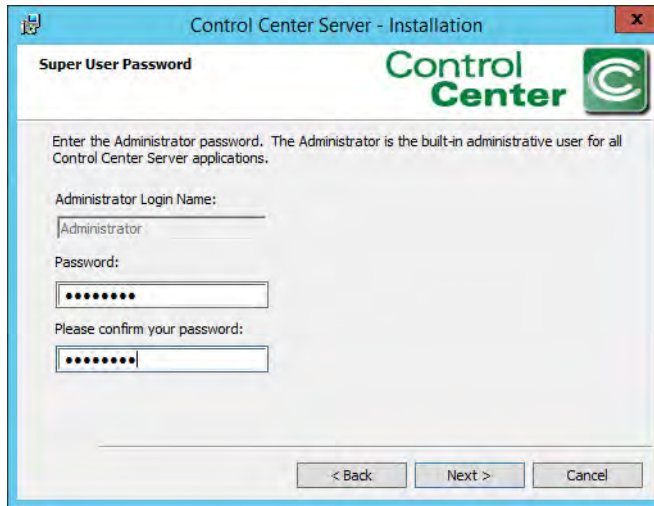 Control Center Server - Installation
x
Super User Password
Control
Center
Enter the Administrator password.  The Administrator is the built-in administrative user for all
Control Center Server applications.
Administrator Login Name:
Administrator
Password:
••••••••
Please confirm your password:
••••••••
< Back
Next >
Cancel